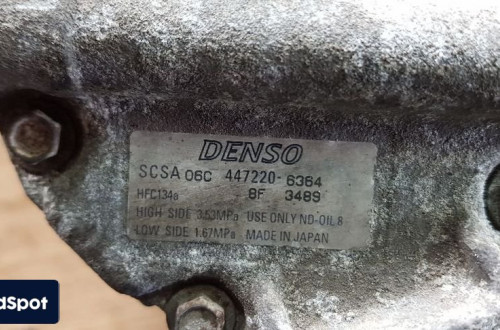 DENSO
SCSA 06C 447220-6364
HFC134a 8F 348S
HIGH SIDE 3.53MPa USE ONLY ND-OIL 8
LOW SIDE 1.67MPa MADE IN JAPAN
dSpot